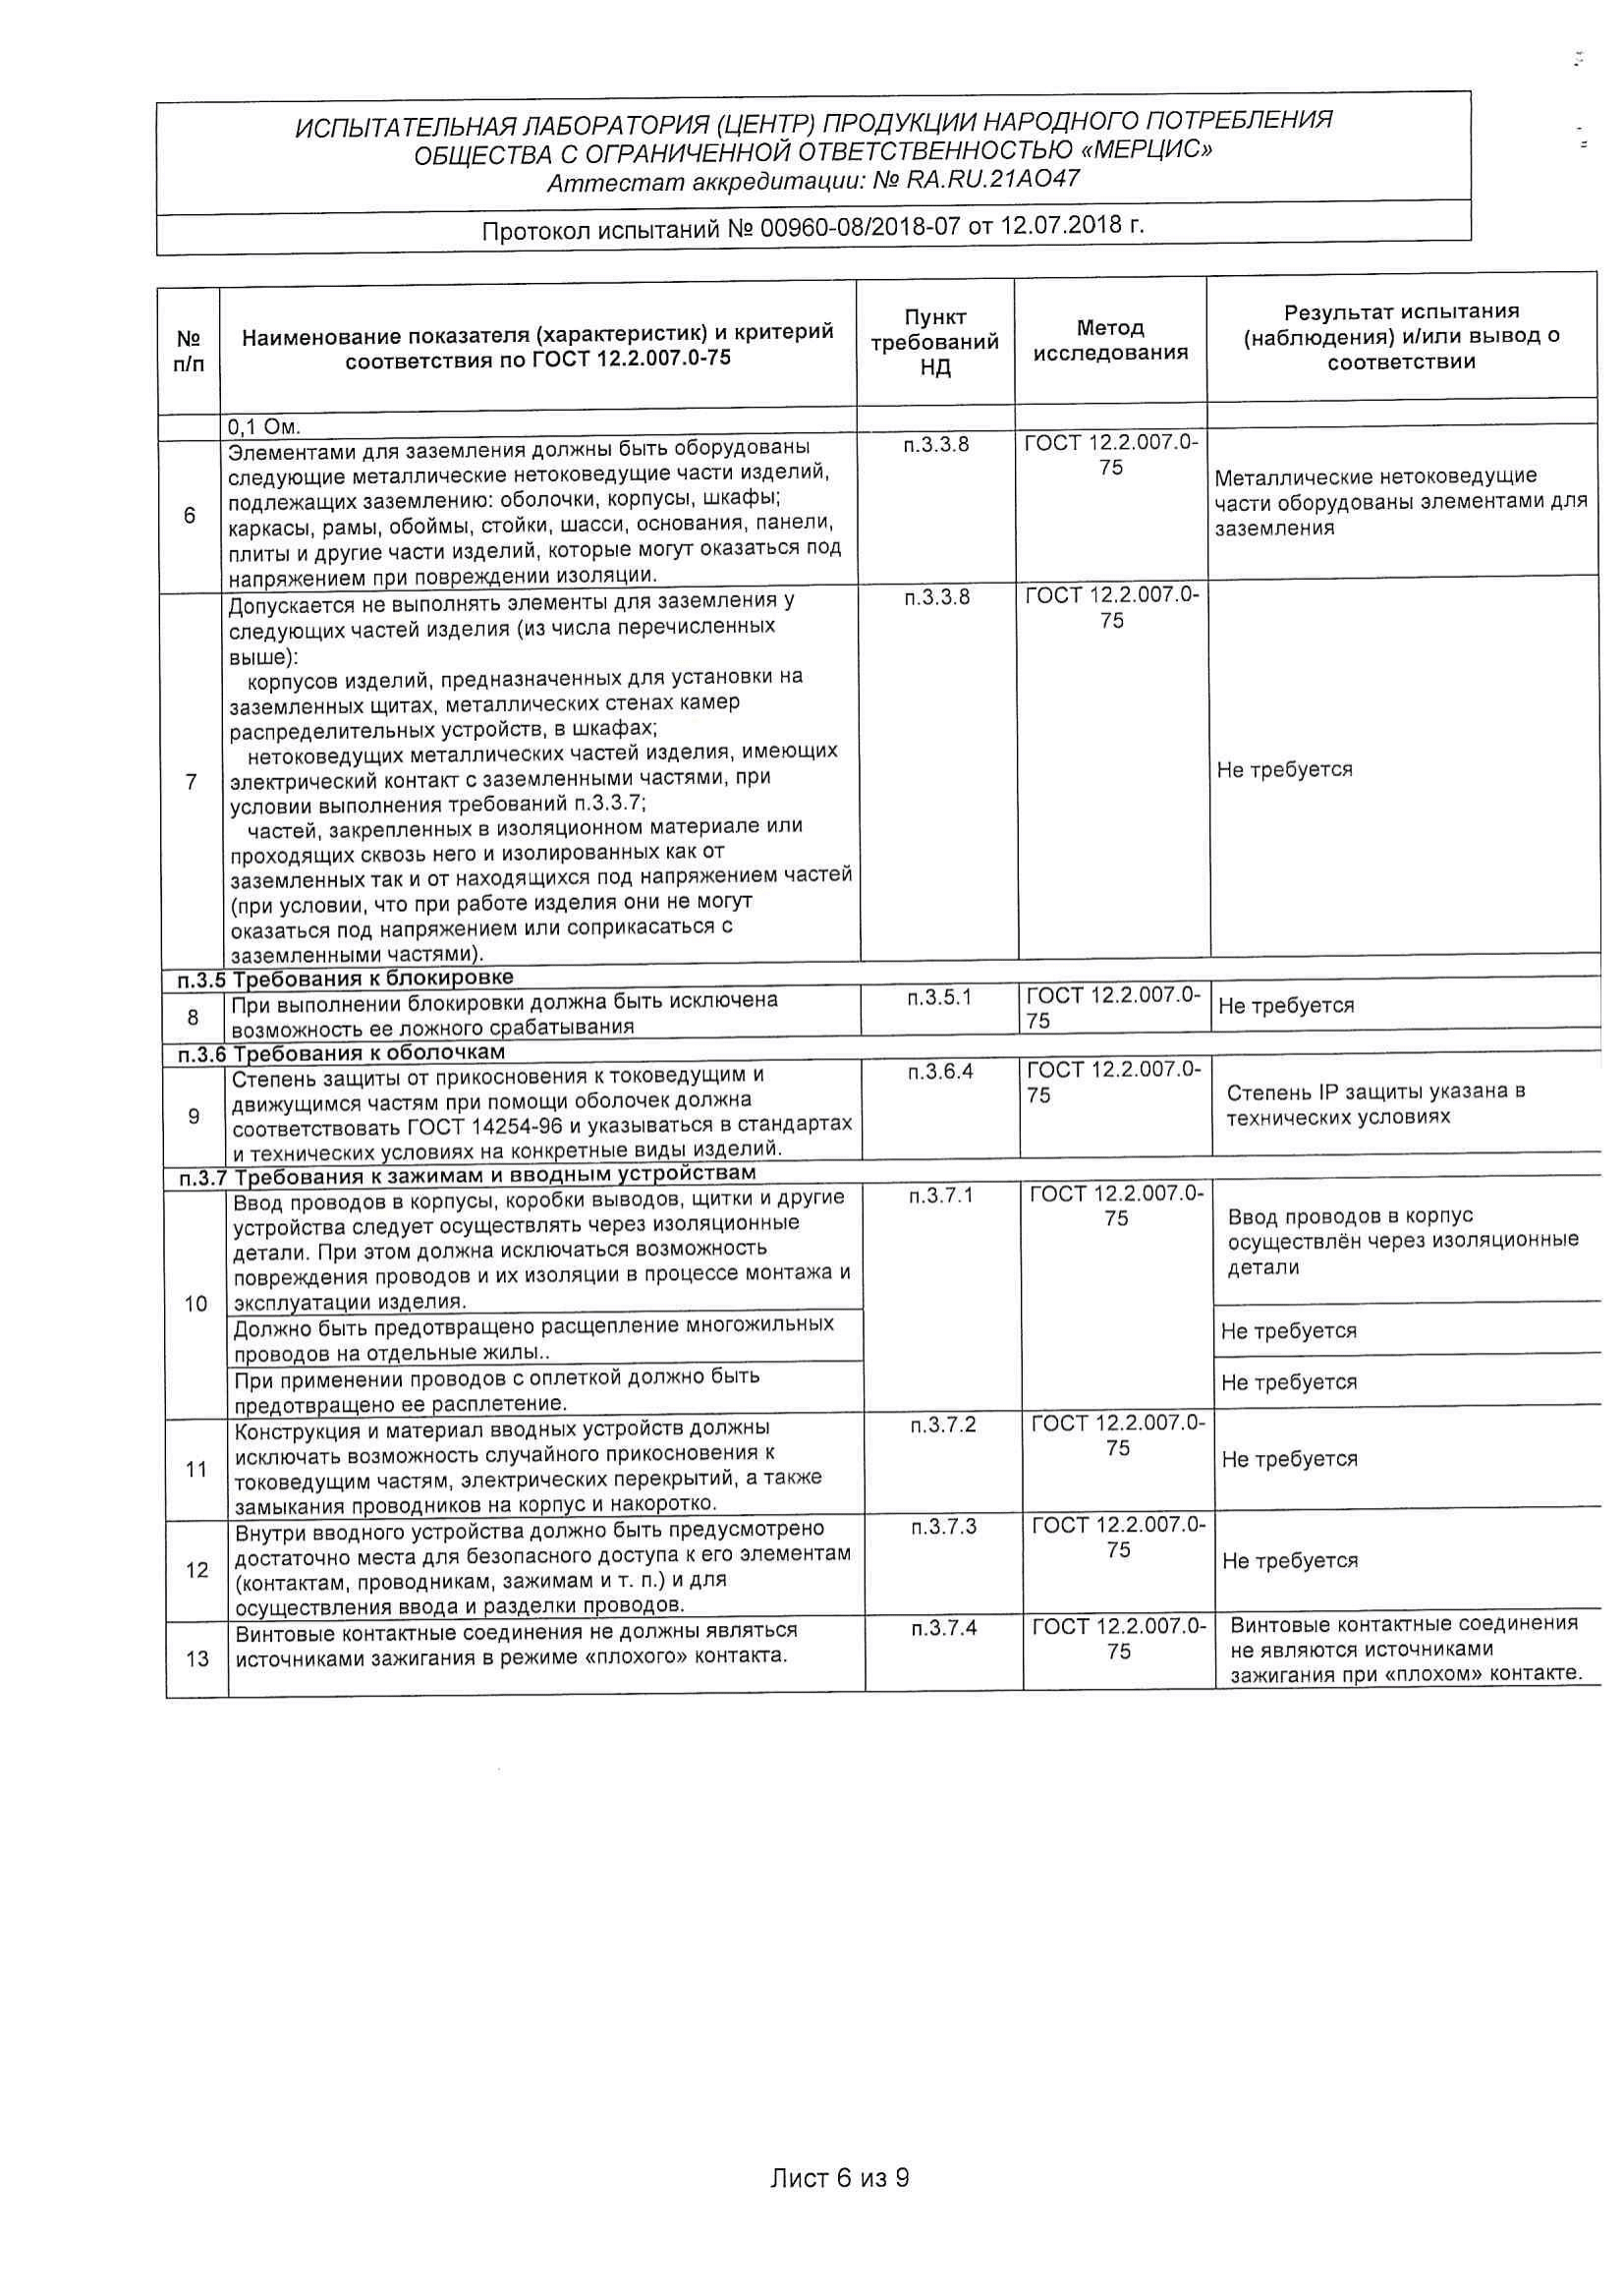 ИСПЫТАТЕЛЬНАЯ ЛАБОРАТОРИЯ (ЦЕНТР) ПРОДУКЦИИ НАРОДНОГО ПОТРЕБЛЕНИЯ
ОБЩЕСТВА С ОГРАНИЧЕННОЙ ОТВЕТСТВЕННОСТЬЮ «МЕРЦИС»
Аттестат аккредитации: № RA.RU.21АО47
Протокол испытаний № 00960-08/2018-07 от 12.07.2018 г.
№
п/п
Наименование показателя (характеристик) и критерий
соответствия по ГОСТ 12.2.007.0-75
Пункт
требований
НД
Метод
исследования
Результат испытания
(наблюдения) и/или вывод о
соответствии
0,1 Ом.
6
Элементами для заземления должны быть оборудованы
следующие металлические нетоковедущие части изделий,
подлежащих заземлению: оболочки, корпусы, шкафы;
каркасы, рамы, обоймы, стойки, шасси, основания, панели,
плиты и другие части изделий, которые могут оказаться под
напряжением при повреждении изоляции.
п.3.3.8
ГОСТ 12.2.007.0-
75
Металлические нетоковедущие
части оборудованы элементами для
заземления
7
Допускается не выполнять элементы для заземления у
следующих частей изделия (из числа перечисленных
выше):
корпусов изделий, предназначенных для установки на
заземленных щитах, металлических стенах камер
распределительных устройств, в шкафах;
нетоковедущих металлических частей изделия, имеющих
электрический контакт с заземленными частями, при
условии выполнения требований п.3.3.7;
частей, закрепленных в изоляционном материале или
проходящих сквозь него и изолированных как от
заземленных так и от находящихся под напряжением частей
(при условии, что при работе изделия они не могут
оказаться под напряжением или соприкасаться с
заземленными частями).
п.3.3.8
ГОСТ 12.2.007.0-
75
Не требуется
п.3.5 Требования к блокировке
8
При выполнении блокировки должна быть исключена
возможность ее ложного срабатывания
п.3.5.1
ГОСТ 12.2.007.0-
75
Не требуется
п.3.6 Требования к оболочкам
9
Степень защиты от прикосновения к токоведущим и
движущимся частям при помощи оболочек должна
соответствовать ГОСТ 14254-96 и указываться в стандартах
и технических условиях на конкретные виды изделий.
п.3.6.4
ГОСТ 12.2.007.0-
75
Степень IP защиты указана в
технических условиях
п.3.7 Требования к зажимам и вводным устройствам
10
Ввод проводов в корпусы, коробки выводов, щитки и другие
устройства следует осуществлять через изоляционные
детали. При этом должна исключаться возможность
повреждения проводов и их изоляции в процессе монтажа и
эксплуатации изделия.
п.3.7.1
ГОСТ 12.2.007.0-
75
Ввод проводов в корпус
осуществлён через изоляционные
детали
Должно быть предотвращено расщепление многожильных
проводов на отдельные жилы..
Не требуется
При применении проводов с оплеткой должно быть
предотвращено ее расплетение.
Не требуется
11
Конструкция и материал вводных устройств должны
исключать возможность случайного прикосновения к
токоведущим частям, электрических перекрытий, а также
замыкания проводников на корпус и накоротко.
п.3.7.2
ГОСТ 12.2.007.0-
75
Не требуется
12
Внутри вводного устройства должно быть предусмотрено
достаточно места для безопасного доступа к его элементам
(контактам, проводникам, зажимам и т. п.) и для
осуществления ввода и разделки проводов.
п.3.7.3
ГОСТ 12.2.007.0-
75
Не требуется
13
Винтовые контактные соединения не должны являться
источниками зажигания в режиме «плохого» контакта.
п.3.7.4
ГОСТ 12.2.007.0-
75
Винтовые контактные соединения
не являются источниками
зажигания при «плохом» контакте.
Лист 6 из 9